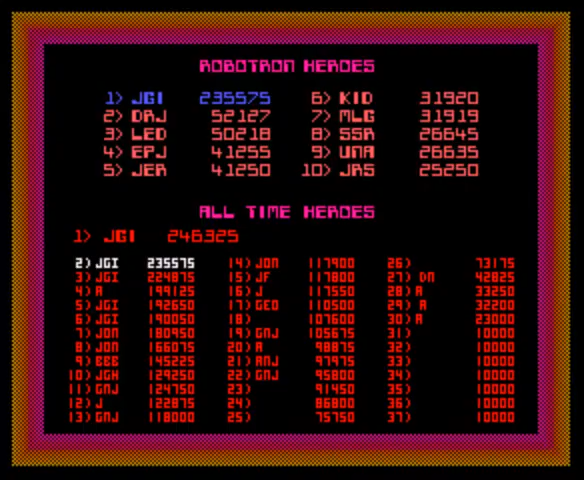 ROBOTRON HEROES
1) JGI 235575 6) KID 31920
2) DRJ 52127 7) MLG 31919
3) LED 50218 8) SSR 26645
4) EPJ 41255 9) UNA 26635
5) JER 41250 10) JRS 25250
ALL TIME HEROES
1) JGI 246325
2) JGI 235575 14) JON 117900 26) 73175
3) JGI 224875 15) JF 117800 27) DN 42825
4) A 199125 16) J 117550 28) A 33250
5) JGI 192650 17) GEO 110500 29) A 32200
6) JGI 190050 18) 107600 30) A 23000
7) JON 180950 19) GNJ 105675 31) 10000
8) JON 166075 20) A 98875 32) 10000
9) BBB 145225 21) ANJ 97975 33) 10000
10) JGH 129250 22) GNJ 95800 34) 10000
11) GNJ 124750 23) 91450 35) 10000
12) J 122875 24) 86800 36) 10000
13) GNJ 118000 25) 75750 37) 10000